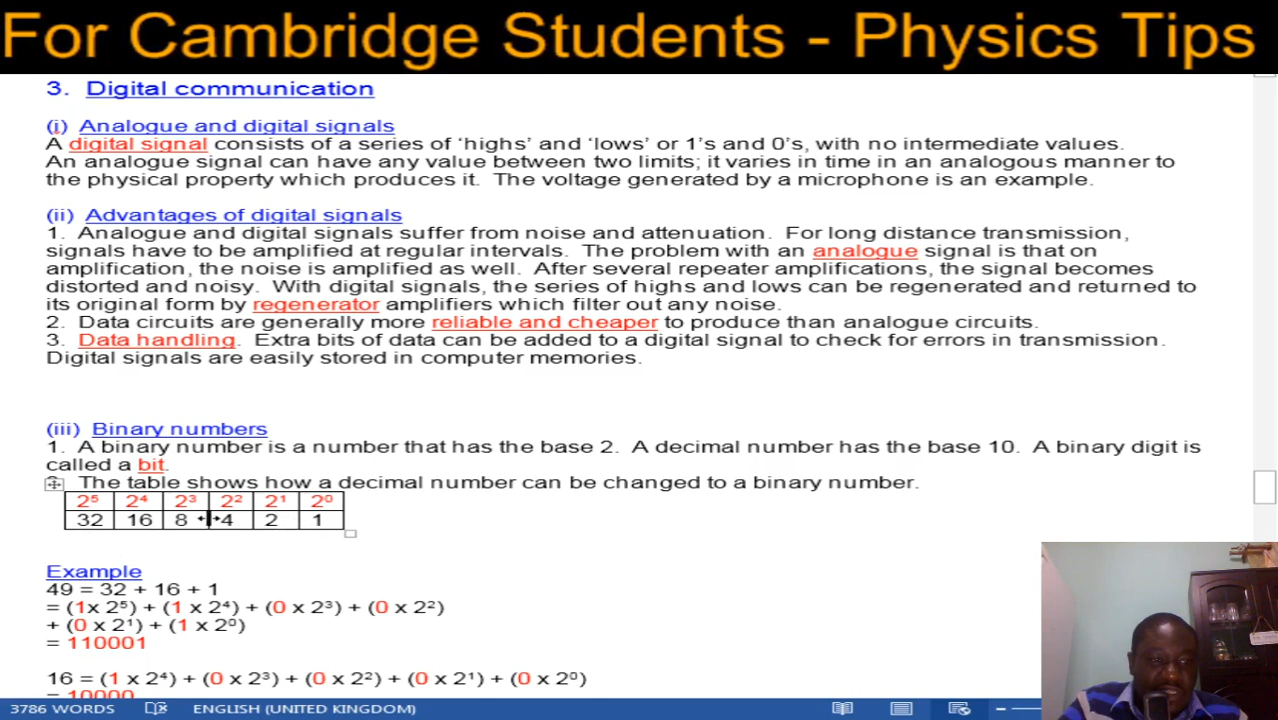 For Cambridge Students - Physics Tips
3. Digital communication
(i) Analogue and digital signals
A digital signal consists of a series of ‘highs’ and ‘lows’ or 1’s and 0’s, with no intermediate values.
An analogue signal can have any value between two limits; it varies in time in an analogous manner to
the physical property which produces it. The voltage generated by a microphone is an example.
(ii) Advantages of digital signals
1. Analogue and digital signals suffer from noise and attenuation. For long distance transmission,
signals have to be amplified at regular intervals. The problem with an analogue signal is that on
amplification, the noise is amplified as well. After several repeater amplifications, the signal becomes
distorted and noisy. With digital signals, the series of highs and lows can be regenerated and returned to
its original form by regenerator amplifiers which filter out any noise.
2. Data circuits are generally more reliable and cheaper to produce than analogue circuits.
3. Data handling. Extra bits of data can be added to a digital signal to check for errors in transmission.
Digital signals are easily stored in computer memories.
(iii) Binary numbers
1. A binary number is a number that has the base 2. A decimal number has the base 10. A binary digit is
called a bit.
The table shows how a decimal number can be changed to a binary number.
2⁵ 2⁴ 2³ 2² 2¹ 2⁰
32 16 8 4 2 1
Example
49 = 32 + 16 + 1
= (1x 2⁵) + (1 x 2⁴) + (0 x 2³) + (0 x 2²)
+ (0 x 2¹) + (1 x 2⁰)
= 110001
16 = (1 x 2⁴) + (0 x 2³) + (0 x 2²) + (0 x 2¹) + (0 x 2⁰)
= 10000
3786 WORDS ENGLISH (UNITED KINGDOM)